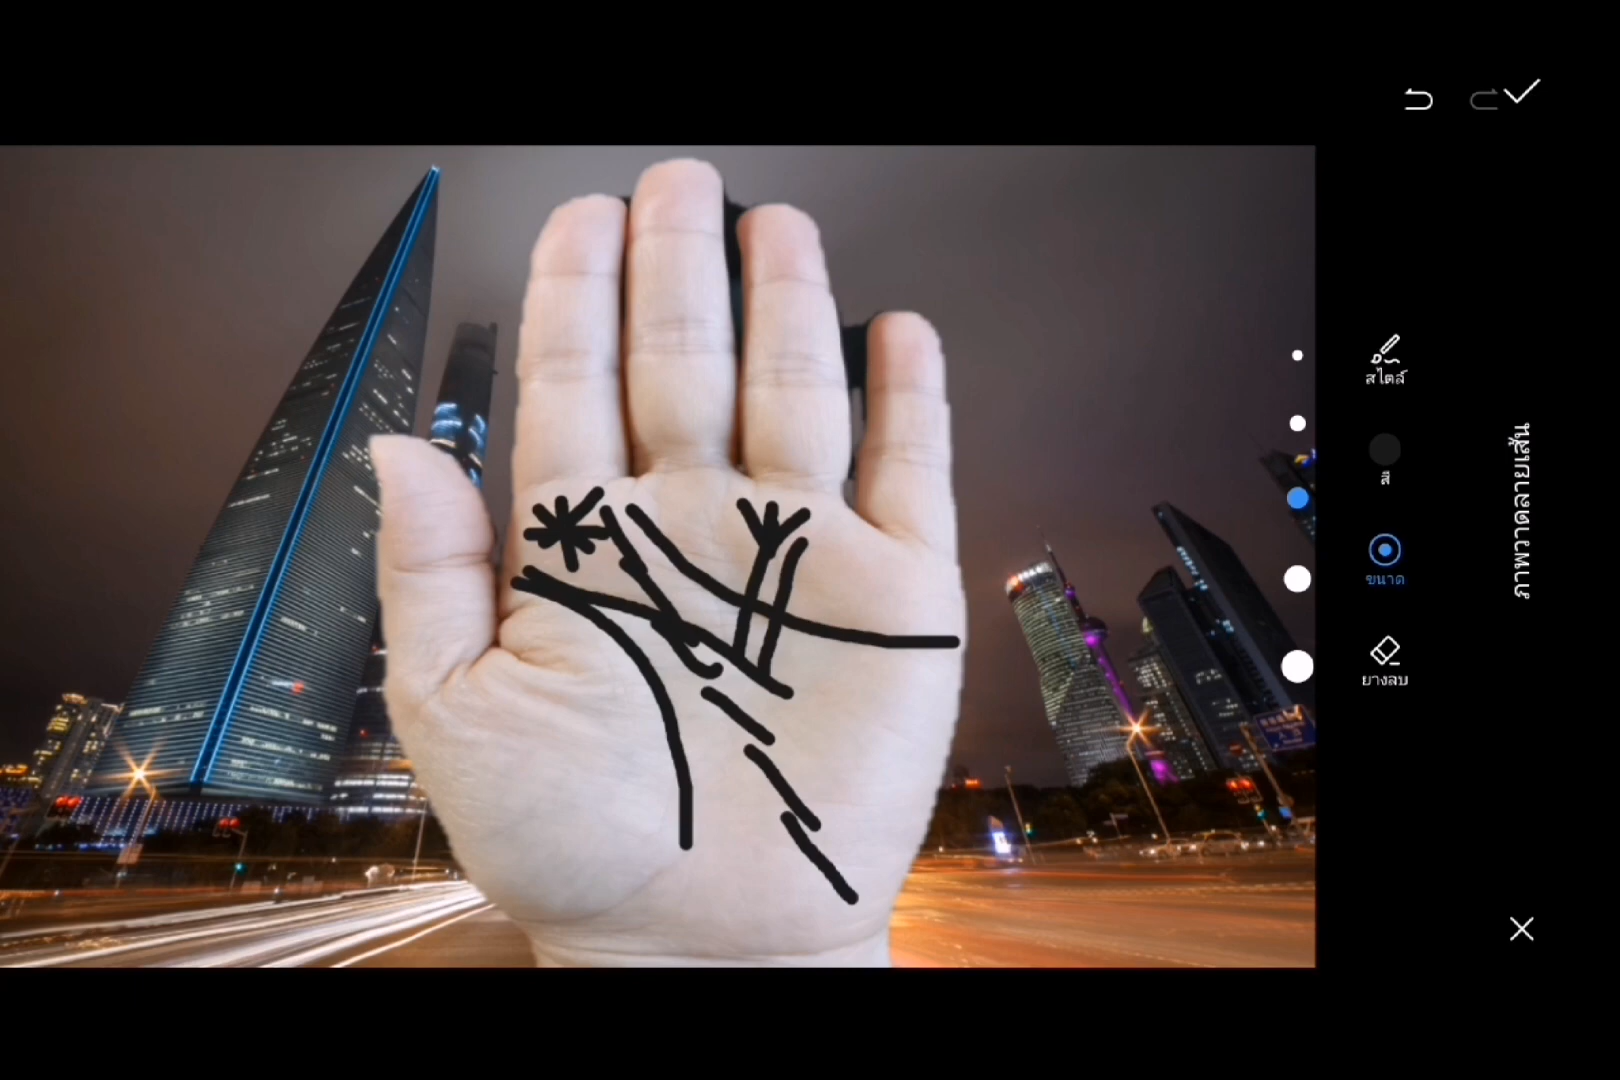 สไตล์
สี
ขนาด
ยางลบ
ภาพวาดลายเส้น